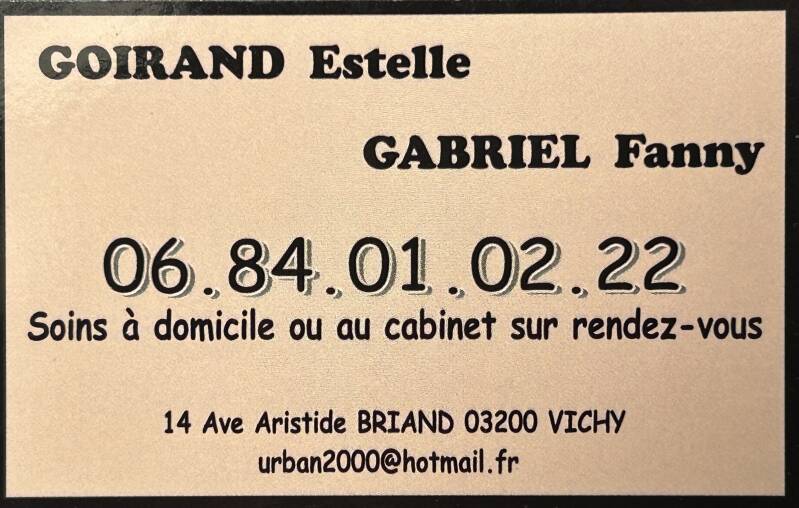 GOIRAND Estelle
GABRIEL Fanny
06.84.01.02.22
Soins à domicile ou au cabinet sur rendez-vous
14 Ave Aristide BRIAND 03200 VICHY
urban2000@hotmail.fr